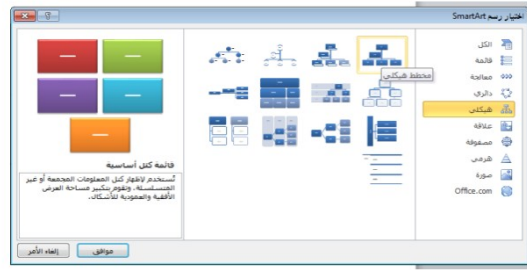 اختيار رسم SmartArt
الكل
قائمة
معالجة
دائري
هيكلي
علاقة
مصفوفة
هرمي
صورة
Office.com
مخطط هيكلي
قائمة كتل أساسية
تُستخدم لإظهار كتل المعلومات المجمعة أو غير
المتسلسلة. وتقوم بتكبير مساحة العرض
الأفقية والعمودية للأشكال.
موافق
إلغاء الأمر